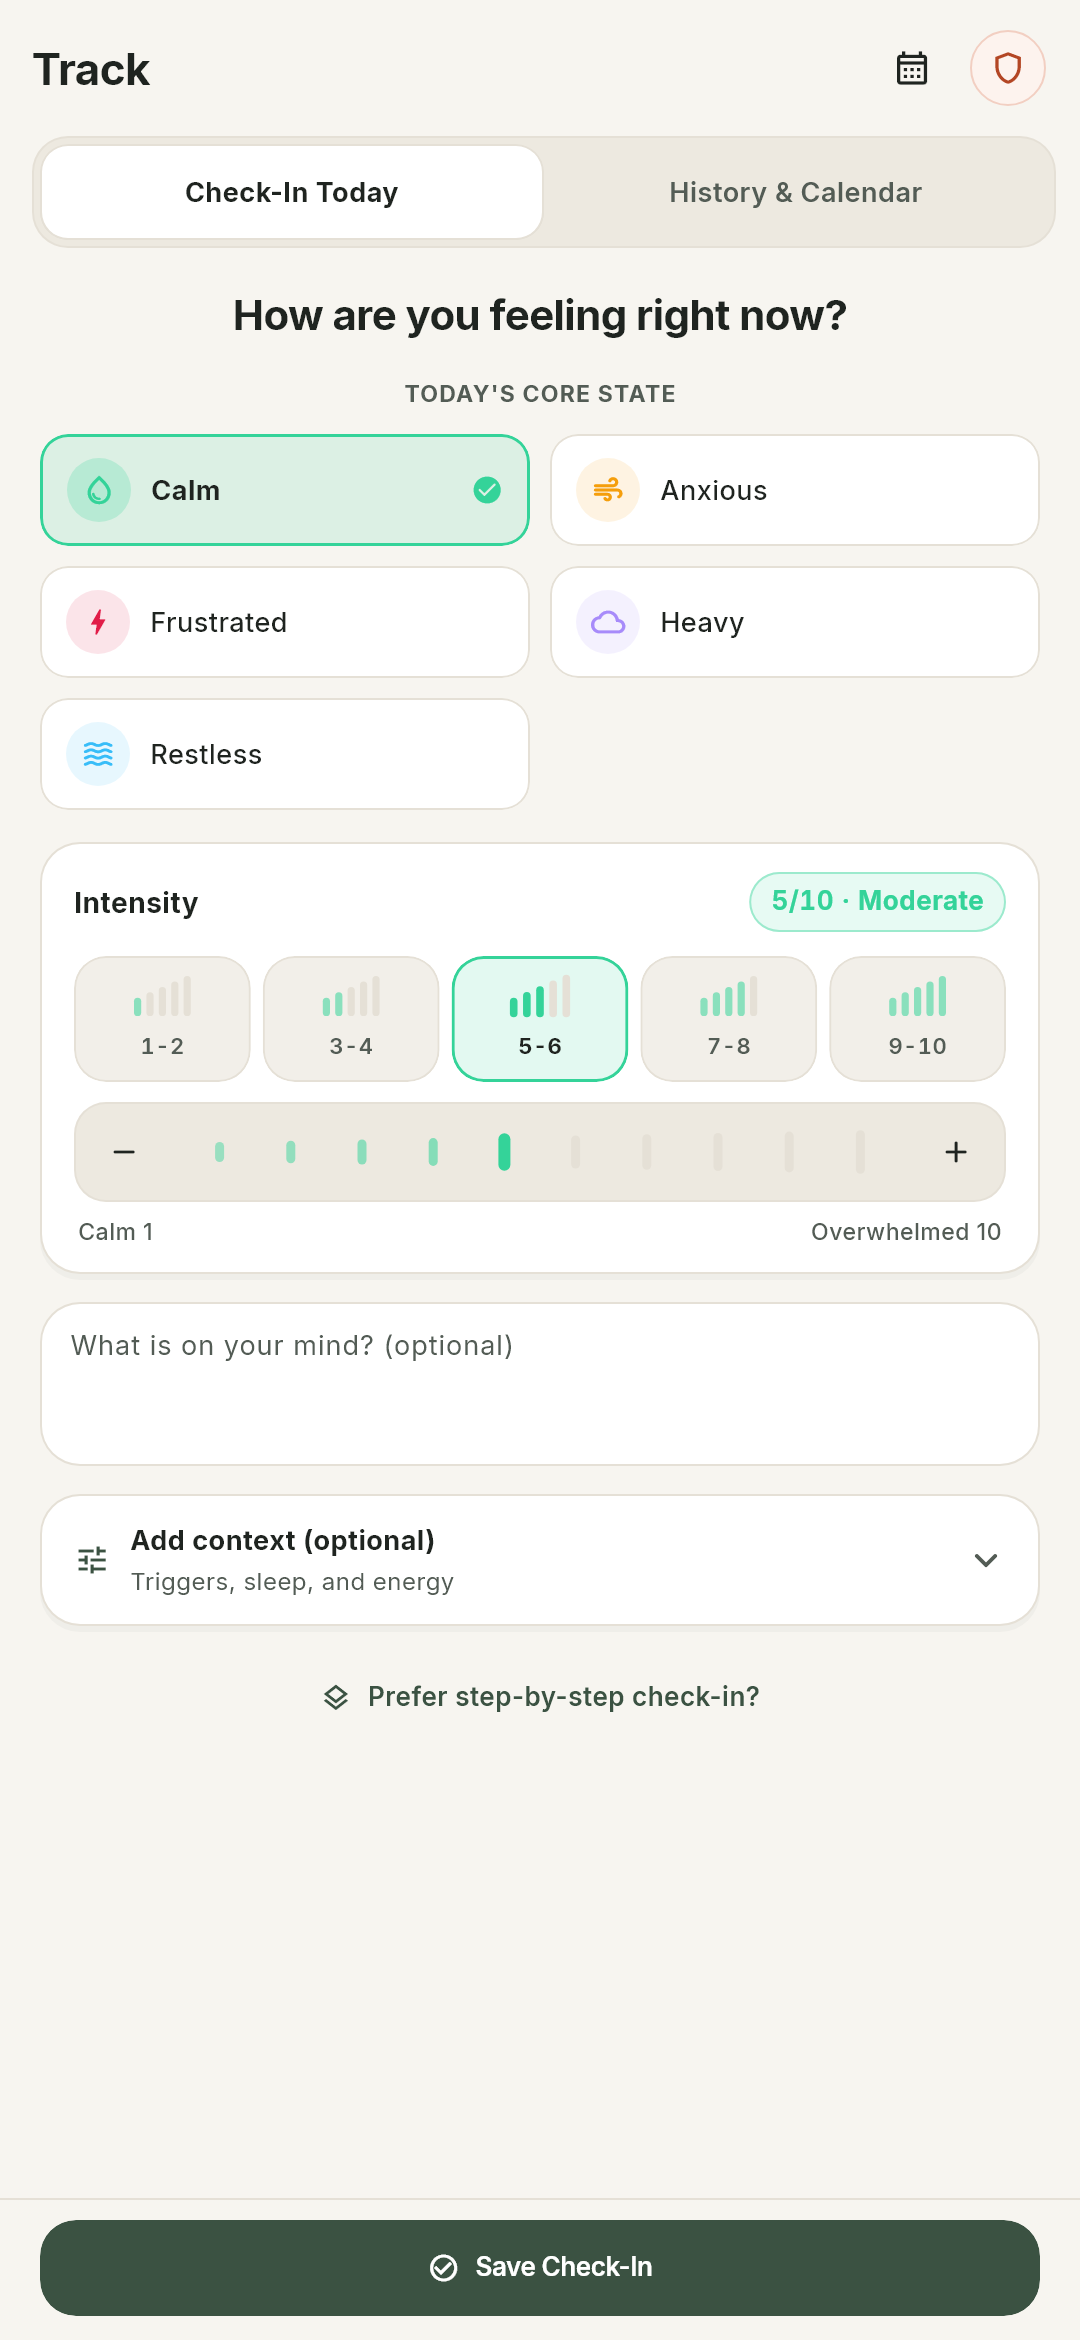 Track
Check-In Today
History & Calendar
How are you feeling right now?
TODAY'S CORE STATE
Calm
Anxious
Frustrated
Heavy
Restless
Intensity
5/10 · Moderate
1-2
3-4
5-6
7-8
9-10
Calm 1
Overwhelmed 10
What is on your mind? (optional)
Add context (optional)
Triggers, sleep, and energy
Prefer step-by-step check-in?
Save Check-In